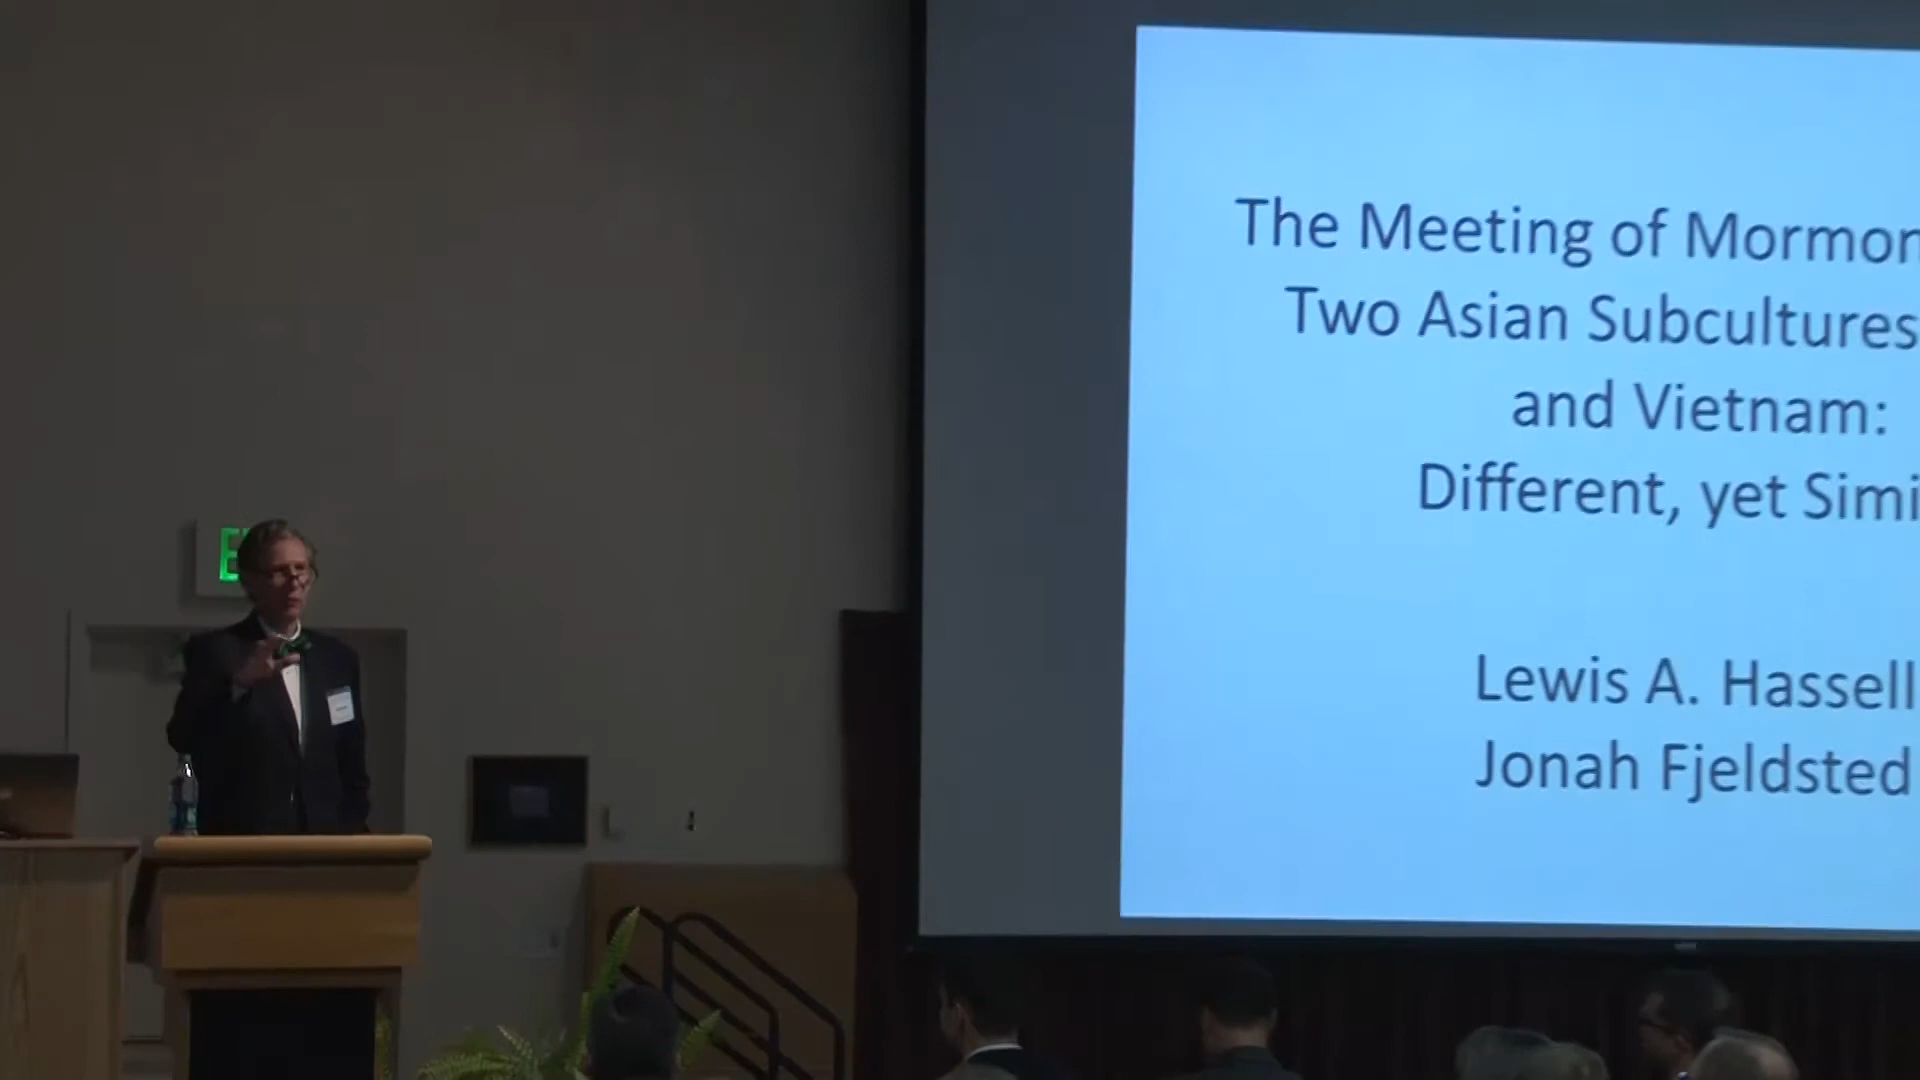 E
The Meeting of Mormon
Two Asian Subcultures
and Vietnam:
Different, yet Simi
Lewis A. Hassell
Jonah Fjeldsted